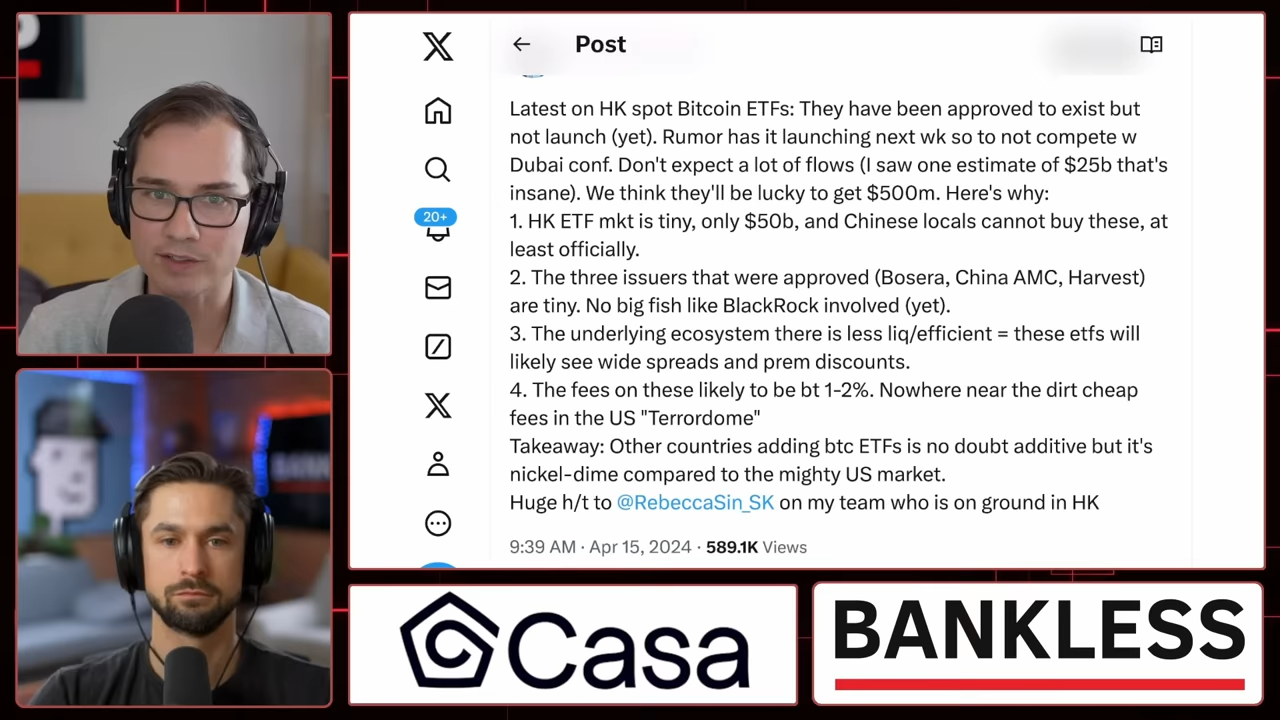 Post
20+
Latest on HK spot Bitcoin ETFs: They have been approved to exist but
not launch (yet). Rumor has it launching next wk so to not compete w
Dubai conf. Don't expect a lot of flows (I saw one estimate of $25b that's
insane). We think they'll be lucky to get $500m. Here's why:
1. HK ETF mkt is tiny, only $50b, and Chinese locals cannot buy these, at
least officially.
2. The three issuers that were approved (Bosera, China AMC, Harvest)
are tiny. No big fish like BlackRock involved (yet).
3. The underlying ecosystem there is less liq/efficient = these etfs will
likely see wide spreads and prem discounts.
4. The fees on these likely to be bt 1-2%. Nowhere near the dirt cheap
fees in the US "Terrordome"
Takeaway: Other countries adding btc ETFs is no doubt additive but it's
nickel-dime compared to the mighty US market.
Huge h/t to @RebeccaSin_SK on my team who is on ground in HK
9:39 AM · Apr 15, 2024 · 589.1K Views
Casa
BANKLESS